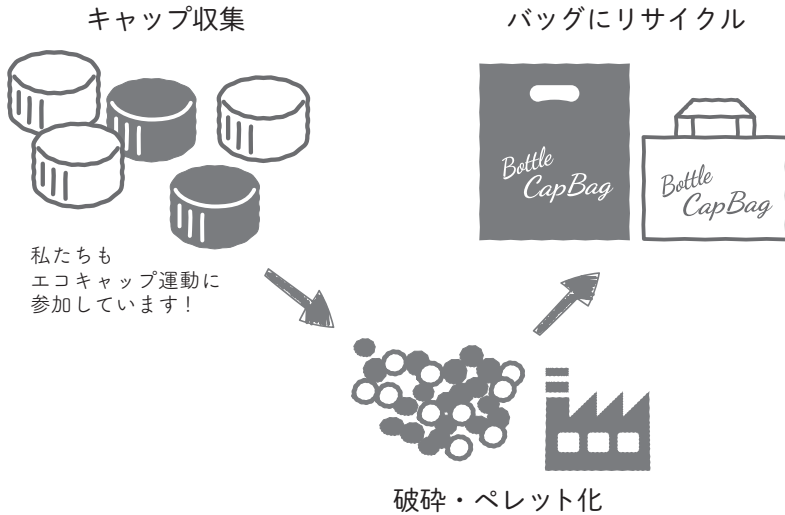 キャップ収集
バッグにリサイクル
Bottle
CapBag
Bottle
CapBag
私たちも
エコキャップ運動に
参加しています!
破砕・ペレット化